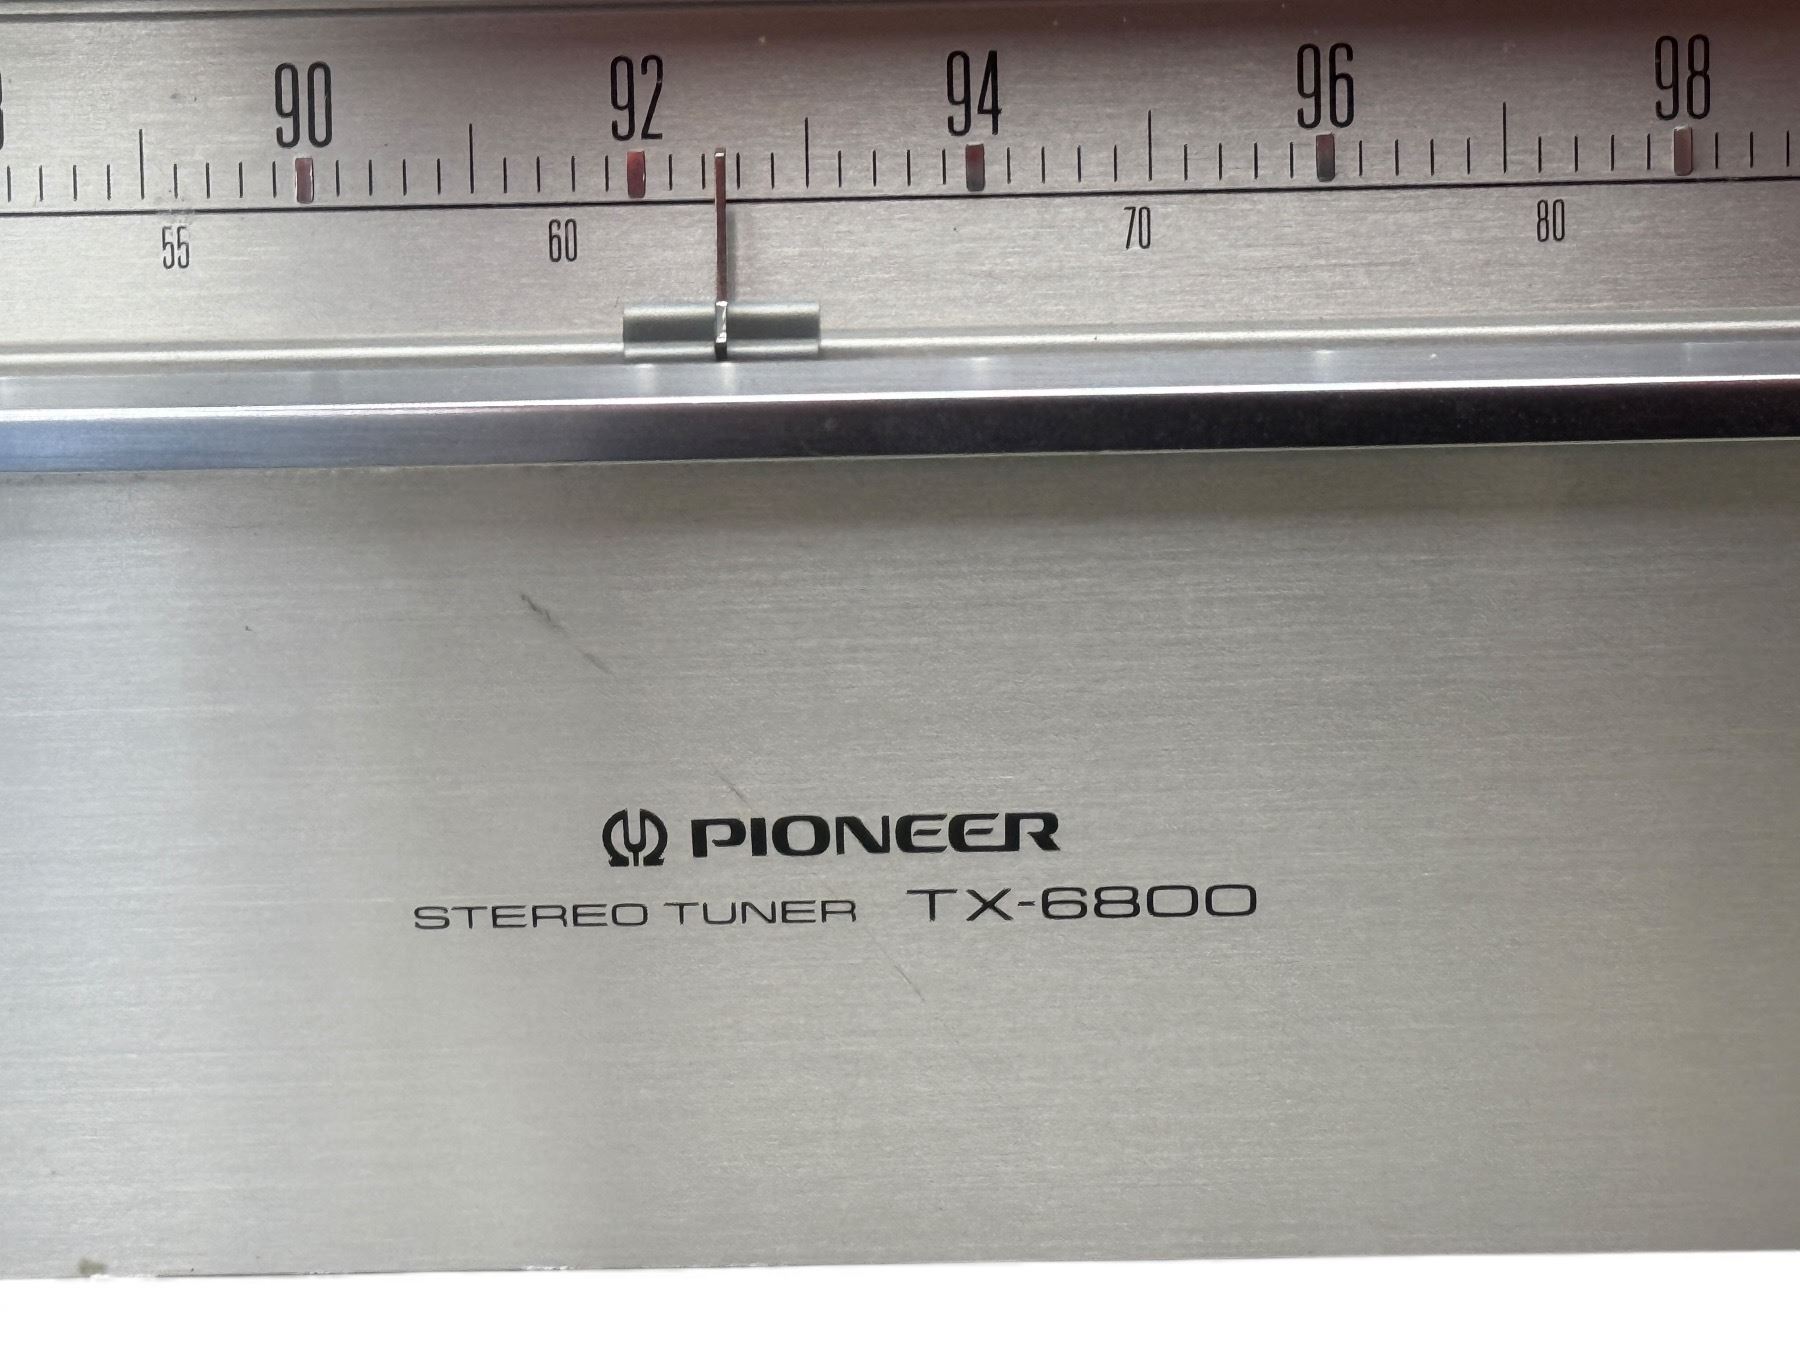 90 92 94 96 98
55 60 70 80
PIONEER
STEREO TUNER TX-6800